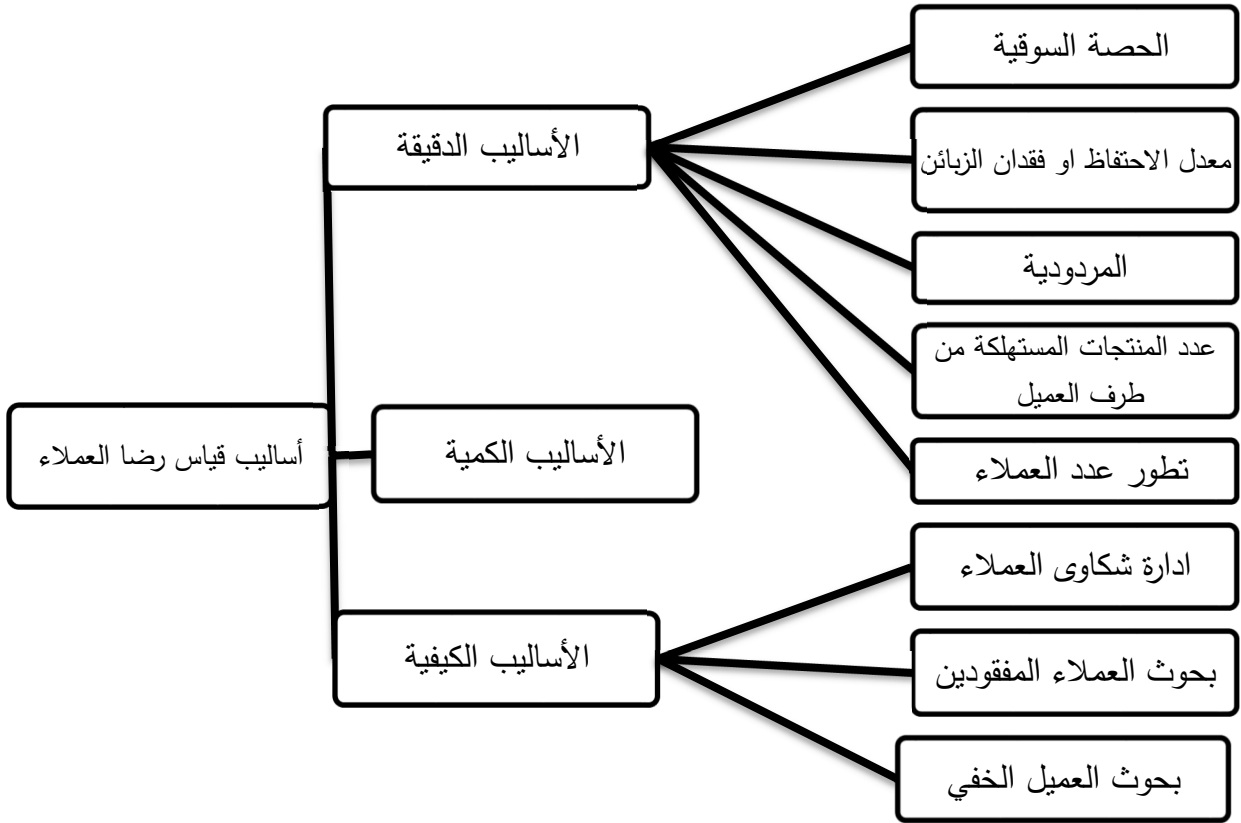 أساليب قياس رضا العملاء
الأساليب الدقيقة
الحصة السوقية
معدل الاحتفاظ او فقدان الزبائن
المردودية
عدد المنتجات المستهلكة من
طرف العميل
تطور عدد العملاء
الأساليب الكمية
الأساليب الكيفية
ادارة شكاوى العملاء
بحوث العملاء المفقودين
بحوث العميل الخفي